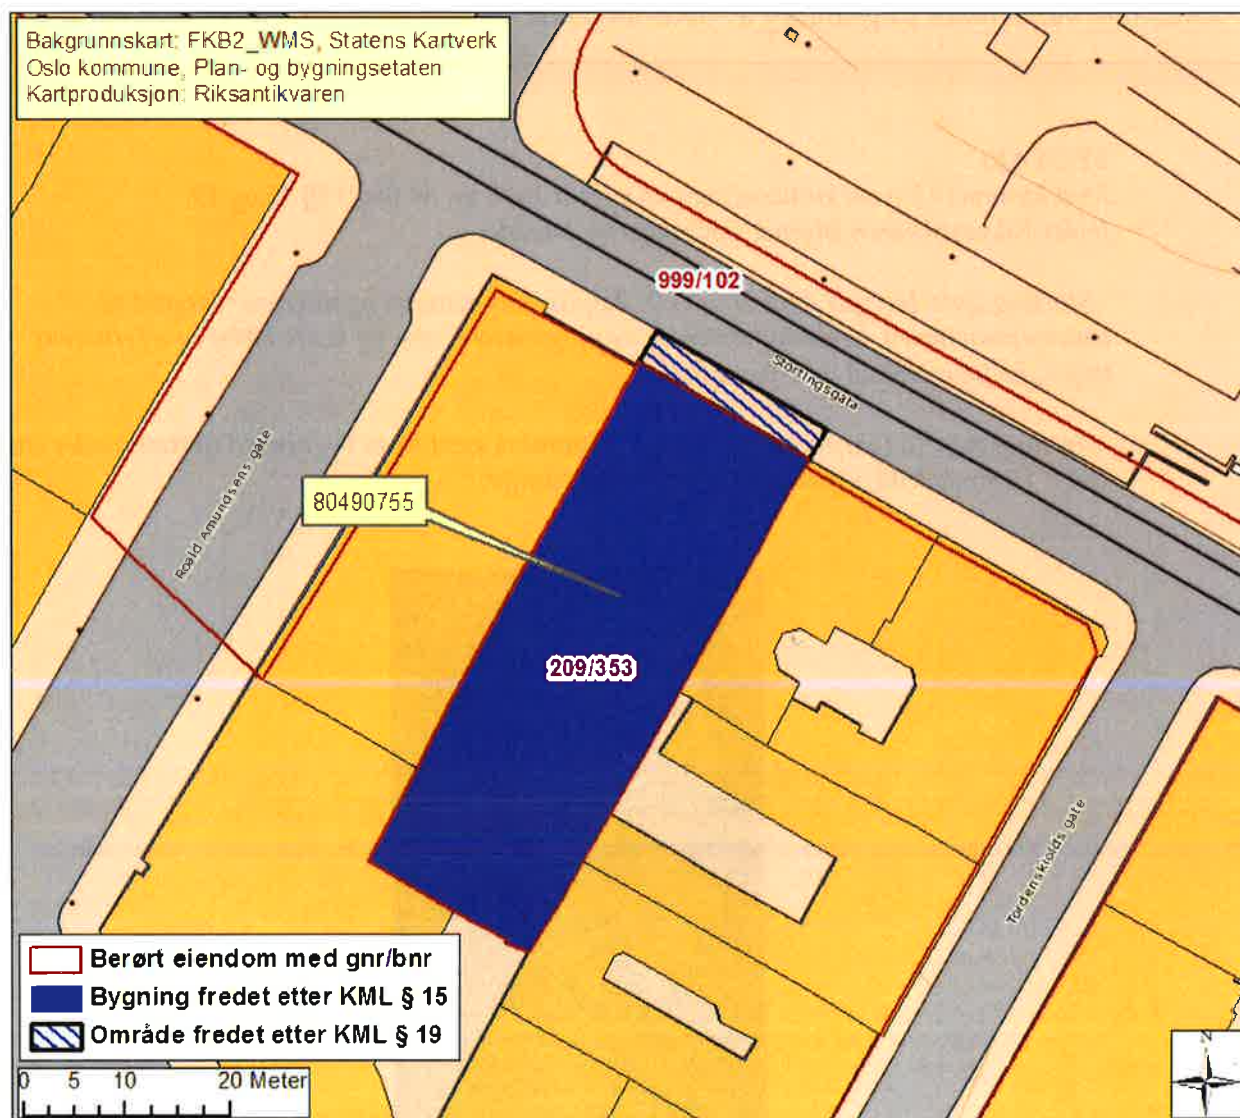 Bakgrunnskart: FKB2_WMS, Statens Kartverk
Oslo kommune, Plan- og bygningsetaten
Kartproduksjon: Riksantikvaren
999/102
Stortingsgata
Roald Amundsens gate
80490755
209/353
Tordenskiolds gate
Berørt eiendom med gnr/bnr
Bygning fredet etter KML § 15
Område fredet etter KML § 19
0 5 10 20 Meter